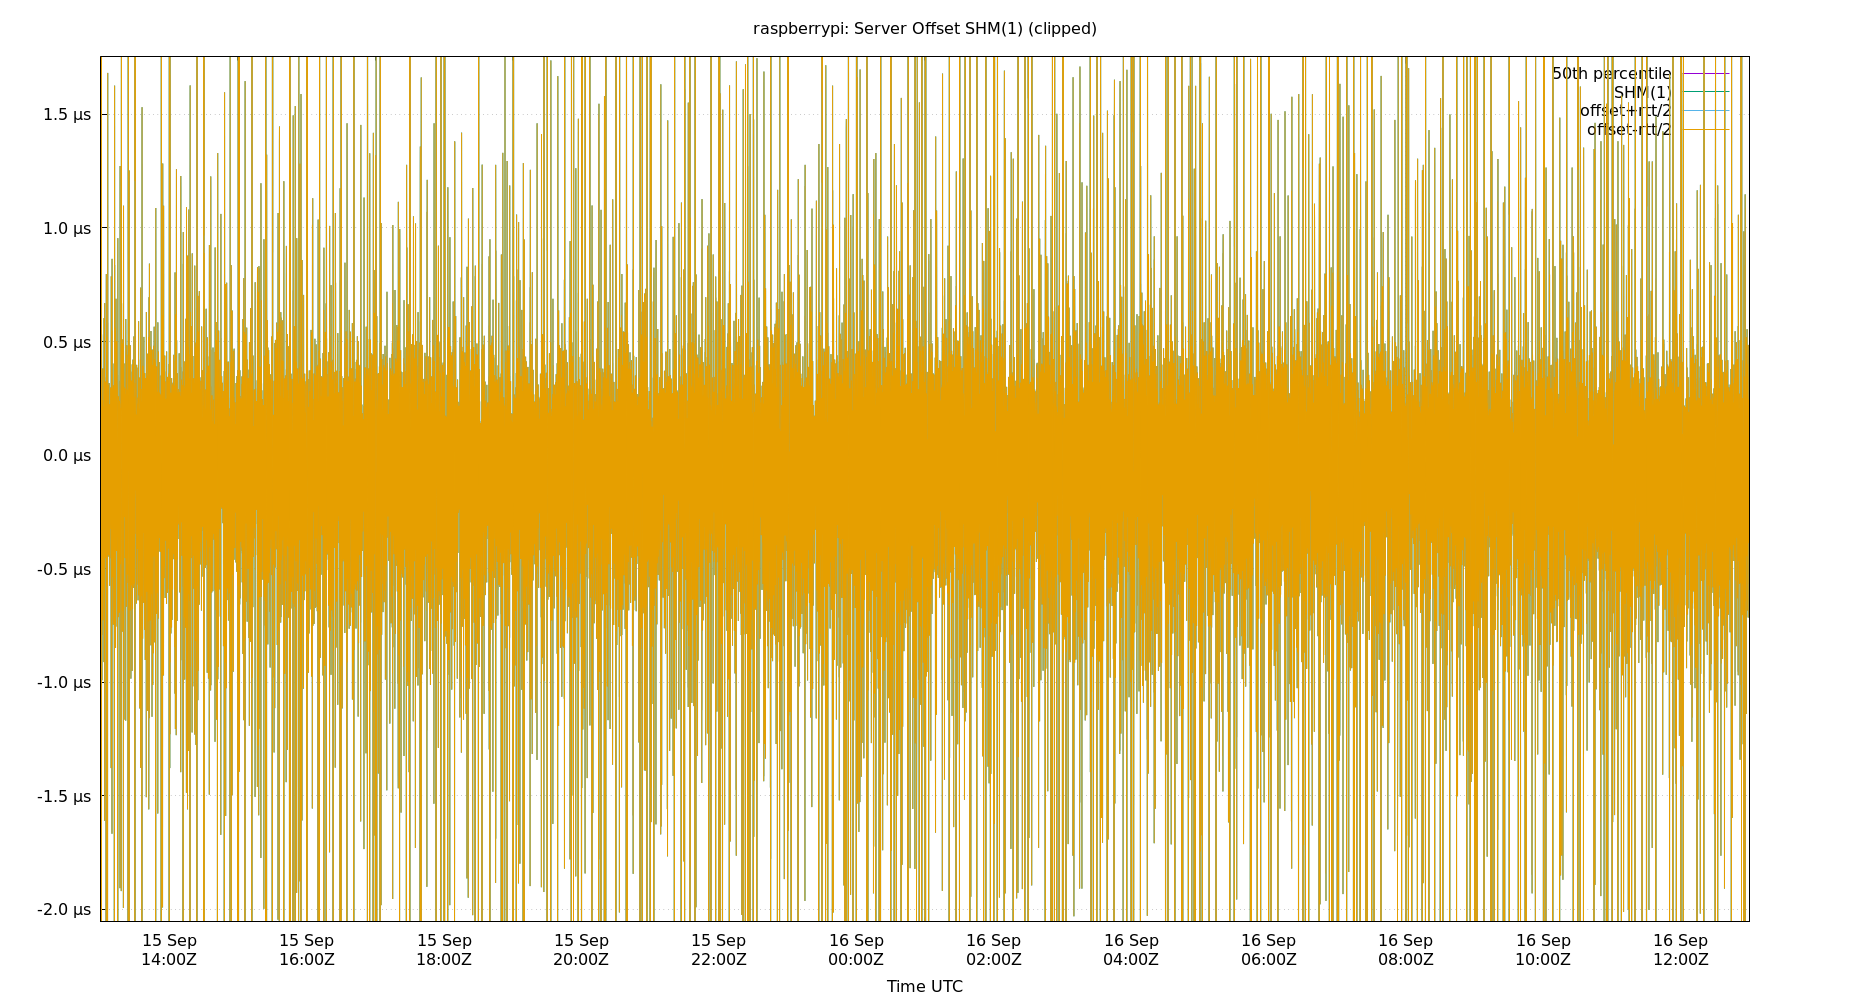 raspberrypi: Server Offset SHM(1) (clipped)
50th percentile
SHM(1)
offset+rtt/2
offset-rtt/2
1.5 µs
1.0 µs
0.5 µs
0.0 µs
-0.5 µs
-1.0 µs
-1.5 µs
-2.0 µs
15 Sep 15 Sep 15 Sep 15 Sep 15 Sep 16 Sep 16 Sep 16 Sep 16 Sep 16 Sep 16 Sep 16 Sep
14:00Z 16:00Z 18:00Z 20:00Z 22:00Z 00:00Z 02:00Z 04:00Z 06:00Z 08:00Z 10:00Z 12:00Z
Time UTC